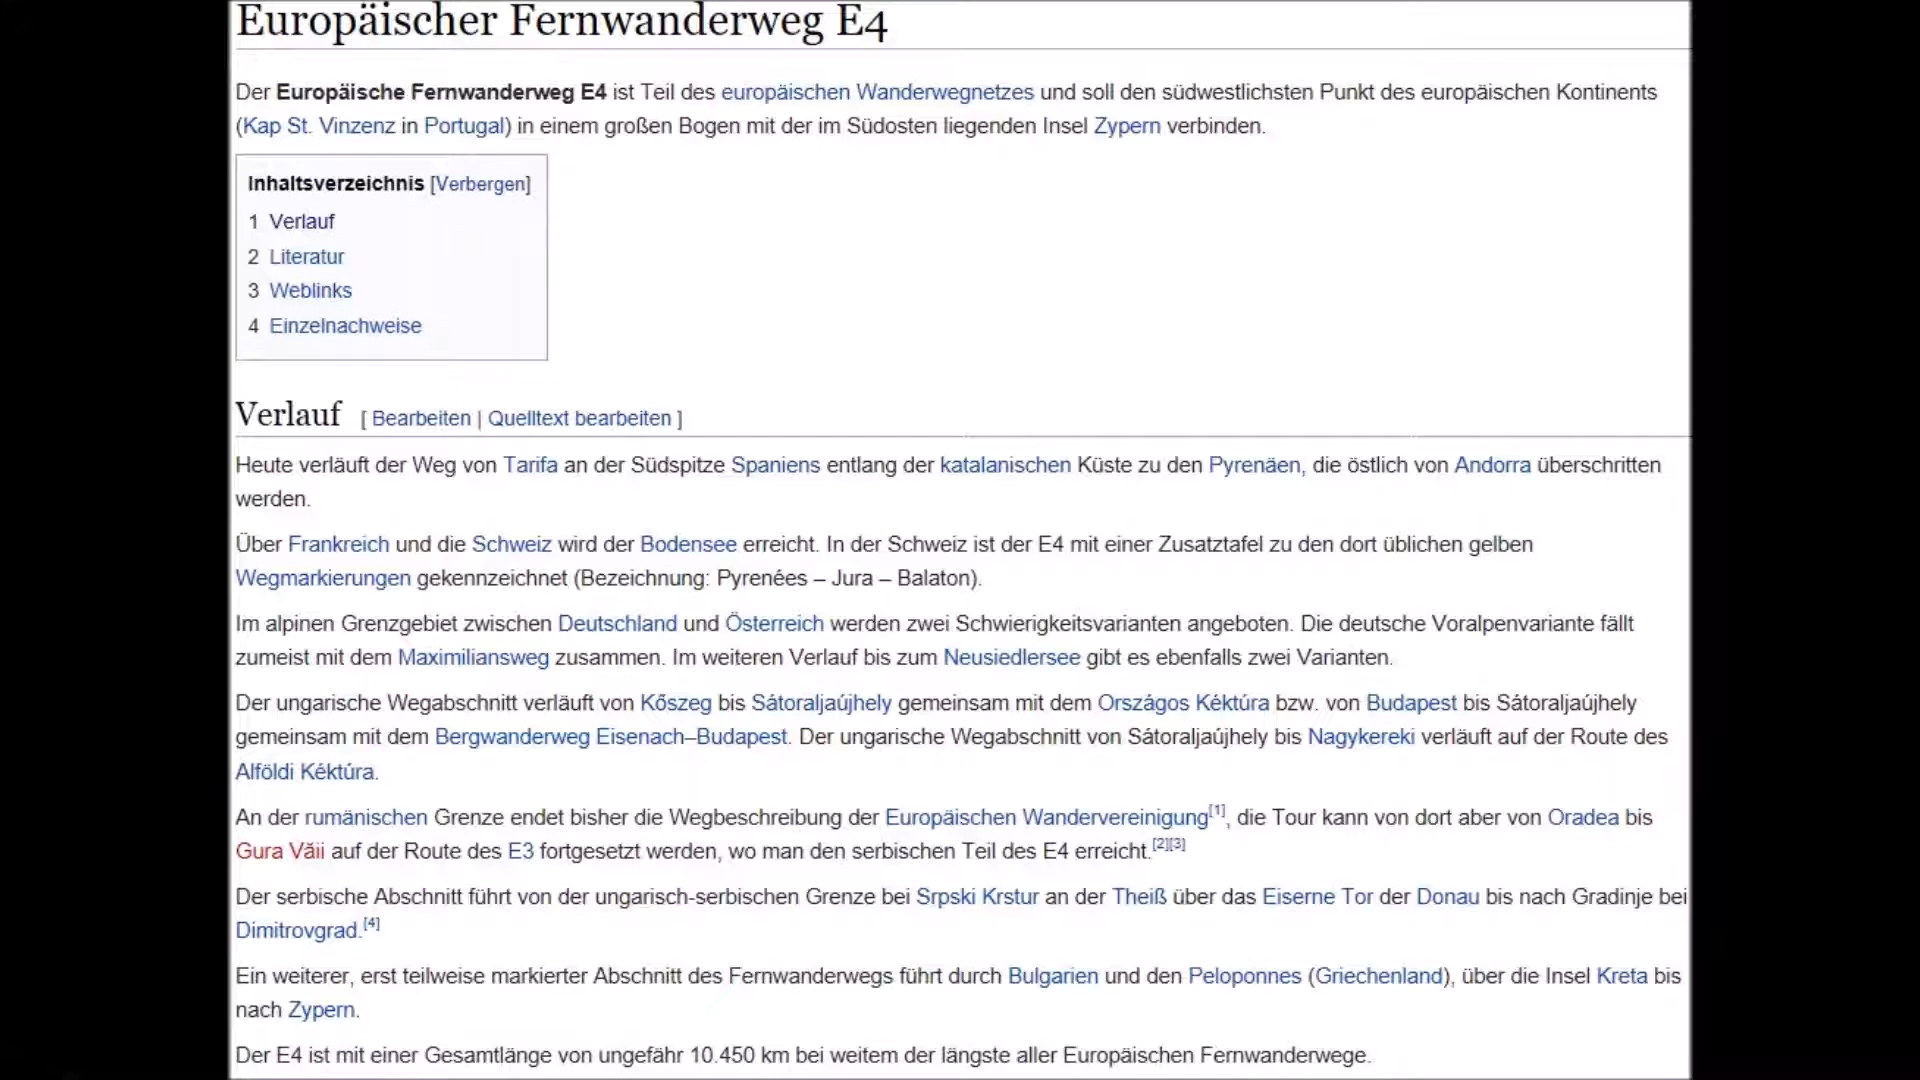 Europäischer Fernwanderweg E4
Der Europäische Fernwanderweg E4 ist Teil des europäischen Wanderwegnetzes und soll den südwestlichsten Punkt des europäischen Kontinents
(Kap St. Vinzenz in Portugal) in einem großen Bogen mit der im Südosten liegenden Insel Zypern verbinden.
Inhaltsverzeichnis [Verbergen]
1 Verlauf
2 Literatur
3 Weblinks
4 Einzelnachweise
Verlauf [ Bearbeiten | Quelltext bearbeiten ]
Heute verläuft der Weg von Tarifa an der Südspitze Spaniens entlang der katalanischen Küste zu den Pyrenäen, die östlich von Andorra überschritten
werden.
Über Frankreich und die Schweiz wird der Bodensee erreicht. In der Schweiz ist der E4 mit einer Zusatztafel zu den dort üblichen gelben
Wegmarkierungen gekennzeichnet (Bezeichnung: Pyrenées – Jura – Balaton).
Im alpinen Grenzgebiet zwischen Deutschland und Österreich werden zwei Schwierigkeitsvarianten angeboten. Die deutsche Voralpenvariante fällt
zumeist mit dem Maximiliansweg zusammen. Im weiteren Verlauf bis zum Neusiedlersee gibt es ebenfalls zwei Varianten.
Der ungarische Wegabschnitt verläuft von Kőszeg bis Sátoraljaújhely gemeinsam mit dem Országos Kéktúra bzw. von Budapest bis Sátoraljaújhely
gemeinsam mit dem Bergwanderweg Eisenach–Budapest. Der ungarische Wegabschnitt von Sátoraljaújhely bis Nagykereki verläuft auf der Route des
Alföldi Kéktúra.
An der rumänischen Grenze endet bisher die Wegbeschreibung der Europäischen Wandervereinigung[1], die Tour kann von dort aber von Oradea bis
Gura Văii auf der Route des E3 fortgesetzt werden, wo man den serbischen Teil des E4 erreicht.[2][3]
Der serbische Abschnitt führt von der ungarisch-serbischen Grenze bei Srpski Krstur an der Theiß über das Eiserne Tor der Donau bis nach Gradinje bei
Dimitrovgrad.[4]
Ein weiterer, erst teilweise markierter Abschnitt des Fernwanderwegs führt durch Bulgarien und den Peloponnes (Griechenland), über die Insel Kreta bis
nach Zypern.
Der E4 ist mit einer Gesamtlänge von ungefähr 10.450 km bei weitem der längste aller Europäischen Fernwanderwege.